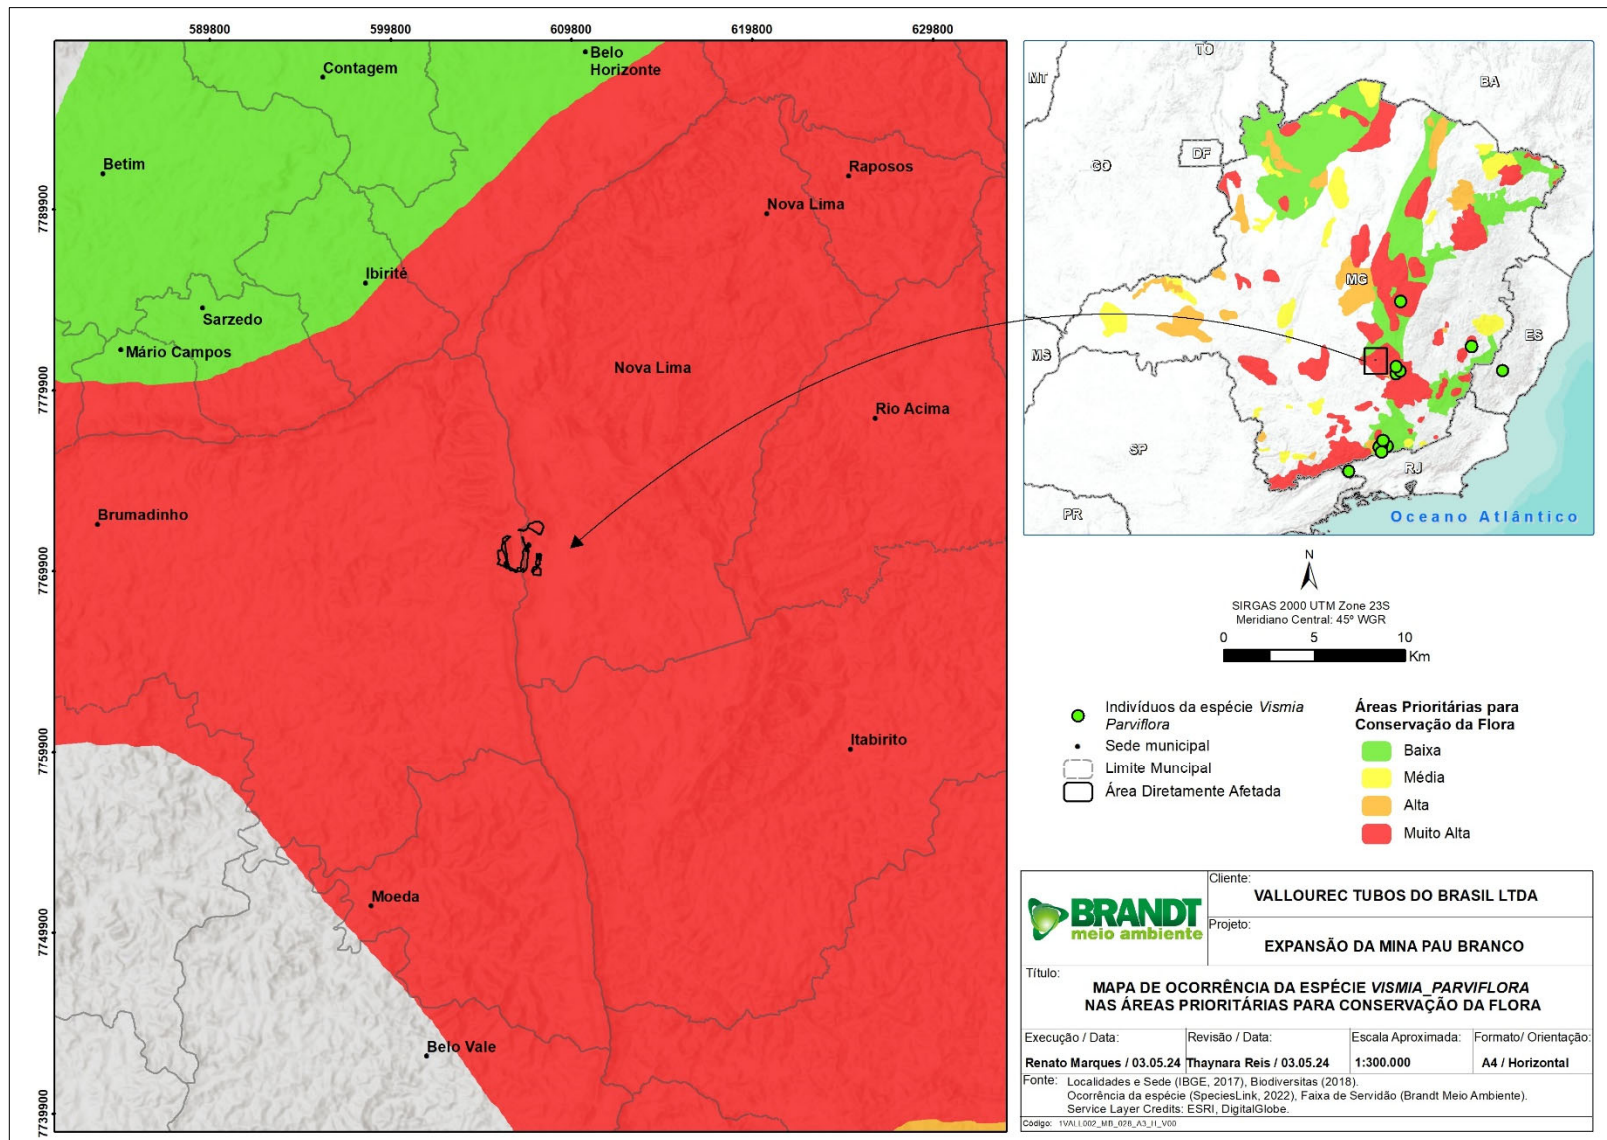 589800
599800
609800
619800
629800
7789900
7779900
7769900
7759900
7749900
7739900
Contagem
Belo
Horizonte
Betim
Raposos
Nova Lima
Ibirité
Sarzedo
Mário Campos
Nova Lima
Rio Acima
Brumadinho
Itabirito
Moeda
Belo Vale
TO
MT
BA
GO
DF
MG
ES
MS
SP
RJ
PR
Oceano Atlântico
N
SIRGAS 2000 UTM Zone 23S
Meridiano Central: 45º WGR
0 5 10
Km
Indivíduos da espécie Vismia
Parviflora
Sede municipal
Limite Muncipal
Área Diretamente Afetada
Áreas Prioritárias para
Conservação da Flora
Baixa
Média
Alta
Muito Alta
BRANDT
meio ambiente
Cliente:
VALLOUREC TUBOS DO BRASIL LTDA
Projeto:
EXPANSÃO DA MINA PAU BRANCO
Título:
MAPA DE OCORRÊNCIA DA ESPÉCIE VISMIA_PARVIFLORA
NAS ÁREAS PRIORITÁRIAS PARA CONSERVAÇÃO DA FLORA
Execução / Data:
Renato Marques / 03.05.24
Revisão / Data:
Thaynara Reis / 03.05.24
Escala Aproximada:
1:300.000
Formato/ Orientação:
A4 / Horizontal
Fonte: Localidades e Sede (IBGE, 2017), Biodiversitas (2018).
Ocorrência da espécie (SpeciesLink, 2022), Faixa de Servidão (Brandt Meio Ambiente).
Service Layer Credits: ESRI, DigitalGlobe.
Código: 1VALL002_MB_028_A3_H_V00